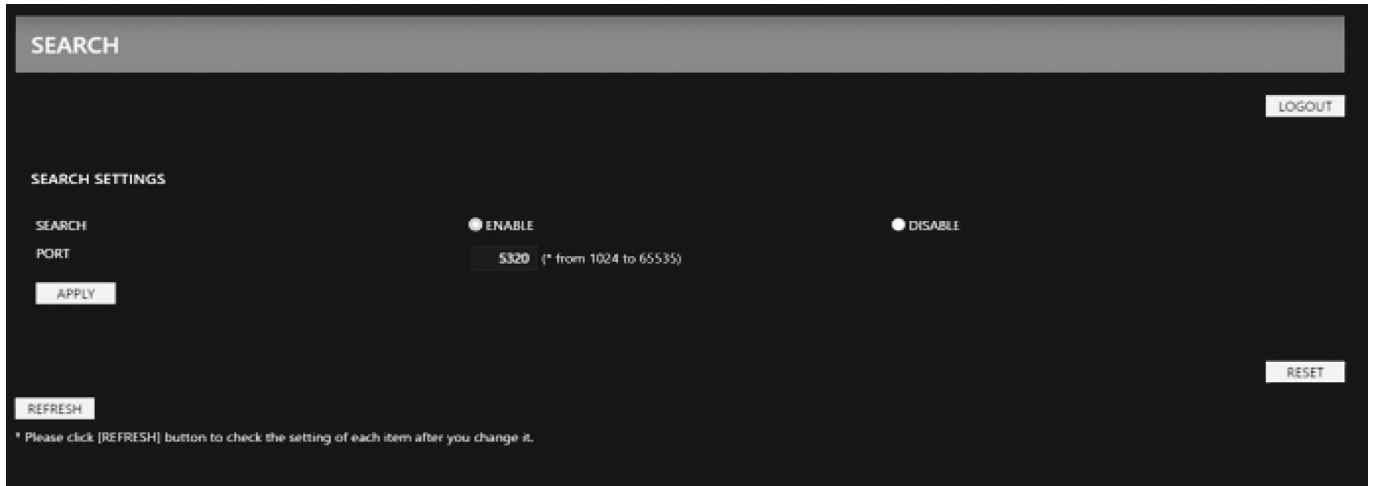 SEARCH
LOGOUT
SEARCH SETTINGS
SEARCH ENABLE DISABLE
PORT 5320 (* from 1024 to 65535)
APPLY
RESET
REFRESH
* Please click [REFRESH] button to check the setting of each item after you change it.